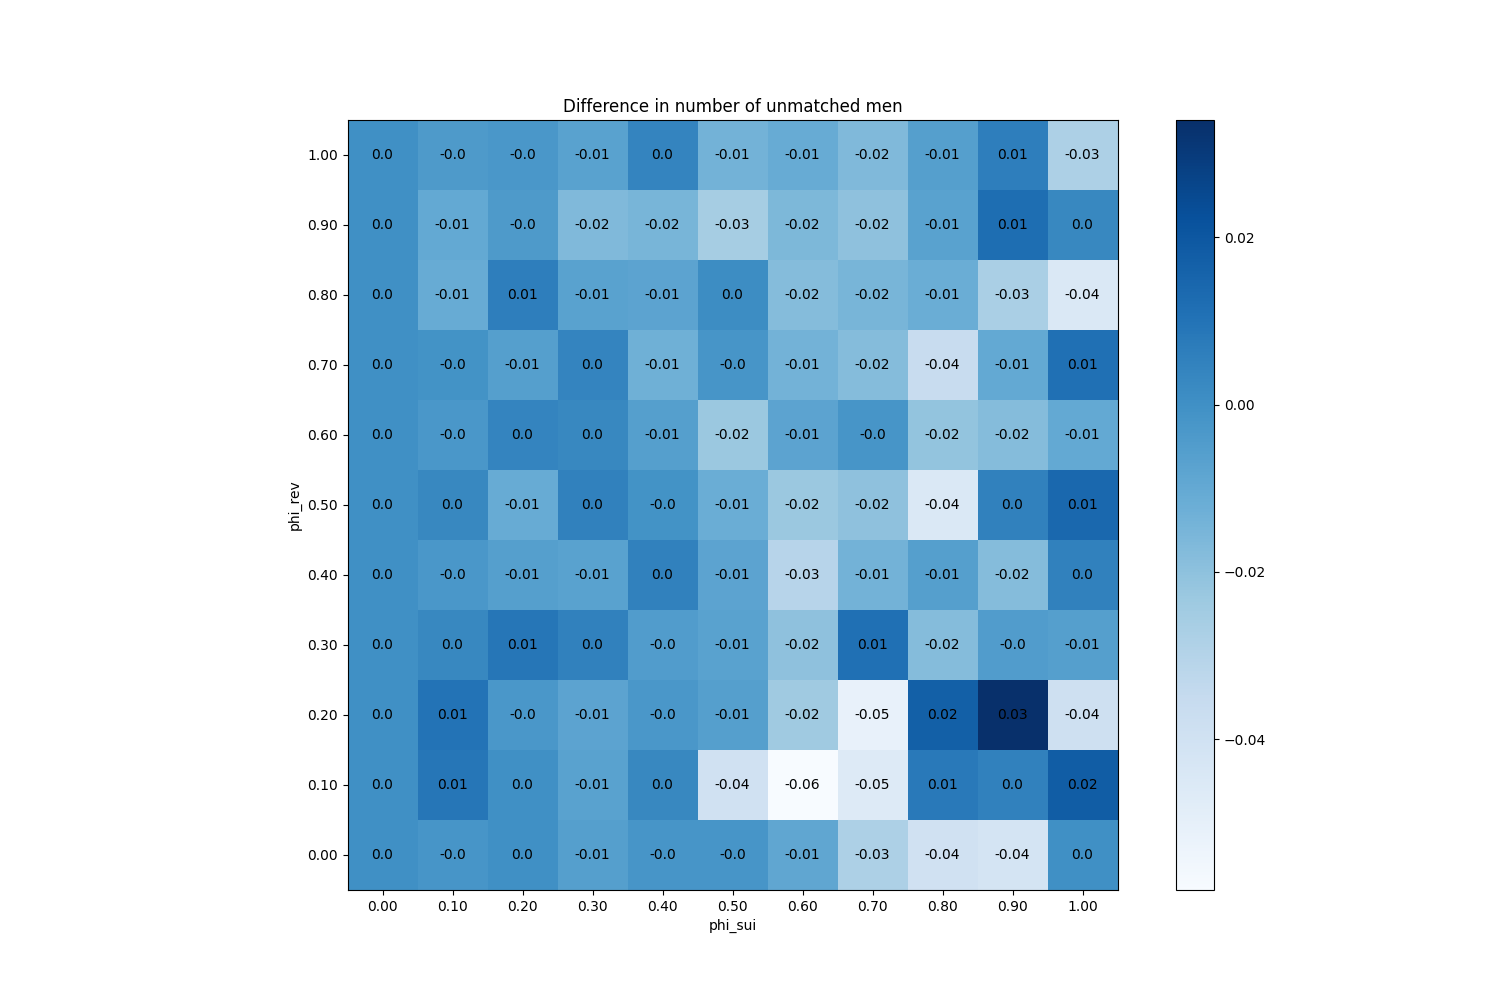 Difference in number of unmatched men
1.00 0.0 -0.0 -0.0 -0.01 0.0 -0.01 -0.01 -0.02 -0.01 0.01 -0.03
0.90 0.0 -0.01 -0.0 -0.02 -0.02 -0.03 -0.02 -0.02 -0.01 0.01 0.0
0.80 0.0 -0.01 0.01 -0.01 -0.01 0.0 -0.02 -0.02 -0.01 -0.03 -0.04
0.70 0.0 -0.0 -0.01 0.0 -0.01 -0.0 -0.01 -0.02 -0.04 -0.01 0.01
0.60 0.0 -0.0 0.0 0.0 -0.01 -0.02 -0.01 -0.0 -0.02 -0.02 -0.01
0.50 0.0 0.0 -0.01 0.0 -0.0 -0.01 -0.02 -0.02 -0.04 0.0 0.01
0.40 0.0 -0.0 -0.01 -0.01 0.0 -0.01 -0.03 -0.01 -0.01 -0.02 0.0
0.30 0.0 0.0 0.01 0.0 -0.0 -0.01 -0.02 0.01 -0.02 -0.0 -0.01
0.20 0.0 0.01 -0.0 -0.01 -0.0 -0.01 -0.02 -0.05 0.02 0.03 -0.04
0.10 0.0 0.01 0.0 -0.01 0.0 -0.04 -0.06 -0.05 0.01 0.0 0.02
0.00 0.0 -0.0 0.0 -0.01 -0.0 -0.0 -0.01 -0.03 -0.04 -0.04 0.0
0.00 0.10 0.20 0.30 0.40 0.50 0.60 0.70 0.80 0.90 1.00
phi_sui
phi_rev
0.02
0.00
−0.02
−0.04